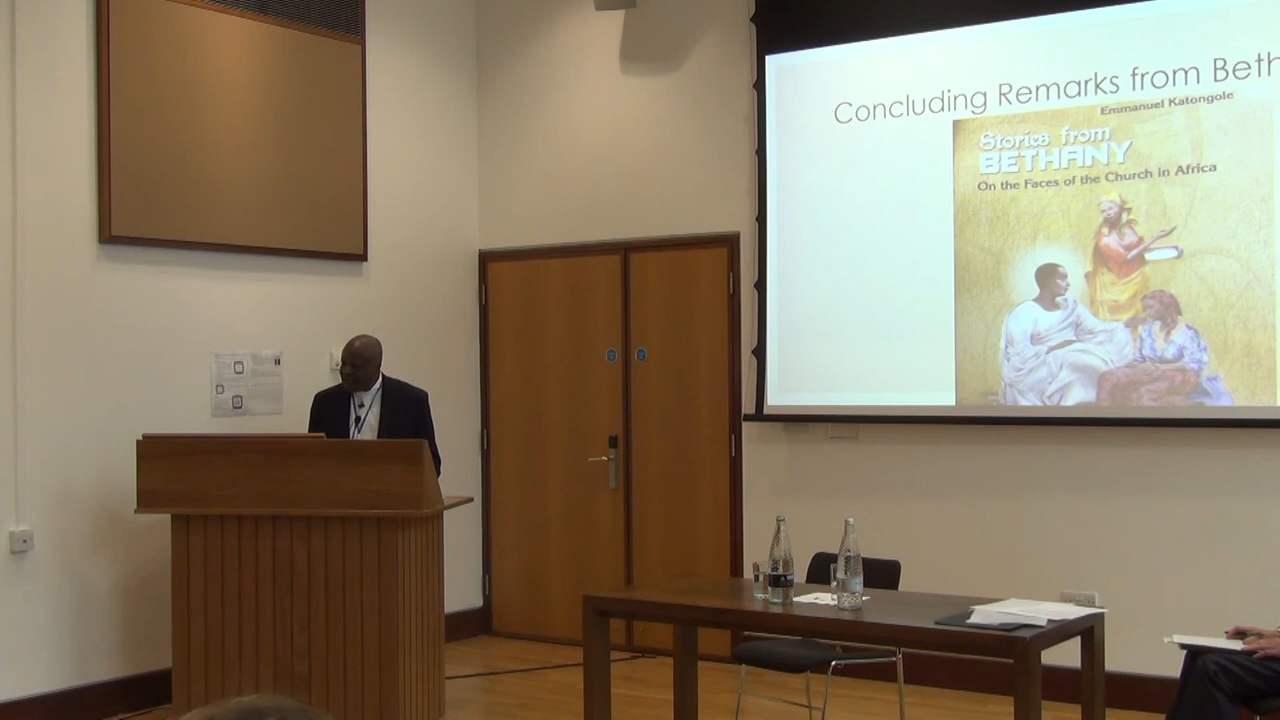 Concluding Remarks from Beth
Emmanuel Katongole
Stories from
BETHANY
On the Faces of the Church in Africa